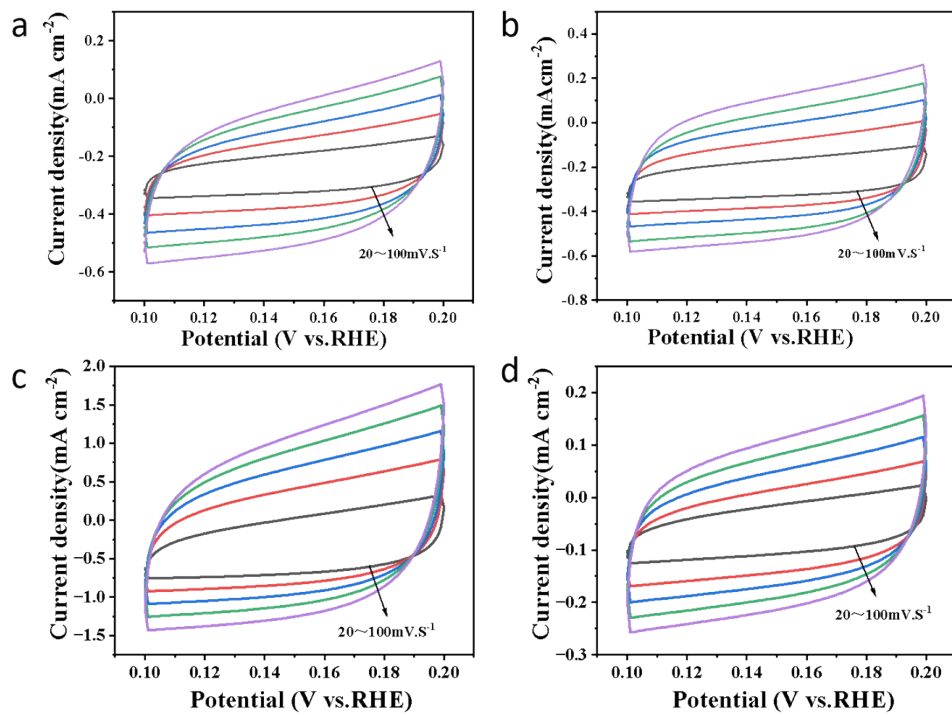 a
Current density(mA cm⁻²)
0.2
0.0
-0.2
-0.4
-0.6
20～100mV.S⁻¹
0.10 0.12 0.14 0.16 0.18 0.20
Potential (V vs.RHE)
b
Current density(mAcm⁻²)
0.4
0.2
0.0
-0.2
-0.4
-0.6
-0.8
20～100mV.S⁻¹
0.10 0.12 0.14 0.16 0.18 0.20
Potential (V vs.RHE)
c
Current density(mA cm⁻²)
2.0
1.5
1.0
0.5
0.0
−0.5
−1.0
−1.5
20～100mV.S⁻¹
0.10 0.12 0.14 0.16 0.18 0.20
Potential (V vs.RHE)
d
Current density(mA cm⁻²)
0.2
0.1
0.0
−0.1
−0.2
−0.3
20～100mV.S⁻¹
0.10 0.12 0.14 0.16 0.18 0.20
Potential (V vs.RHE)